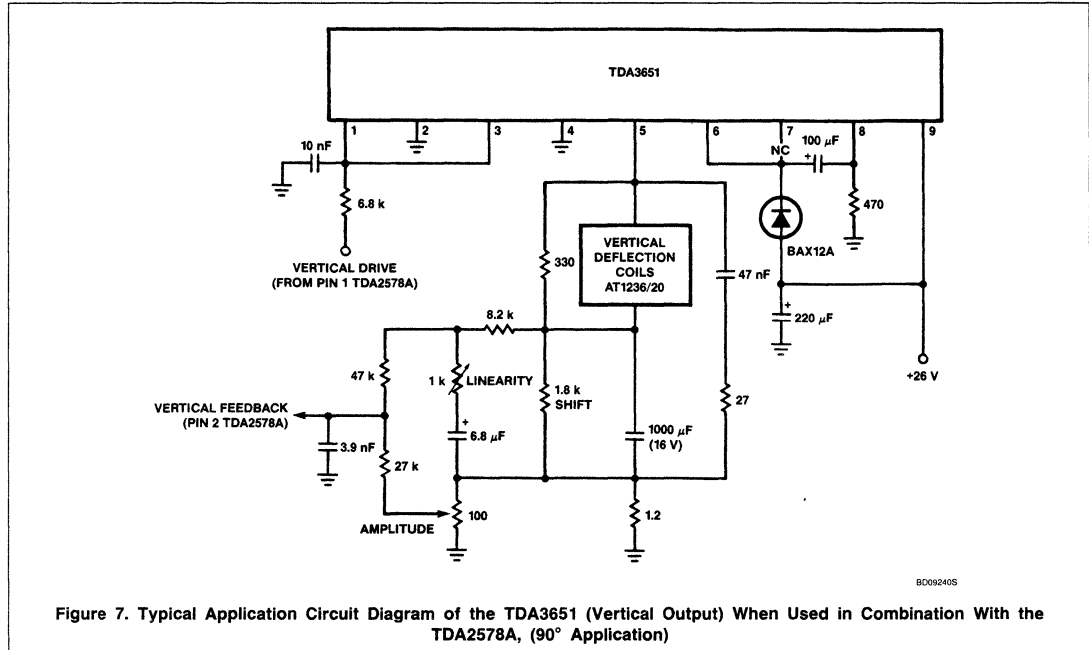 TDA3651
1
2
3
4
5
6
7
8
9
10 nF
NC
100 μF
+
6.8 k
470
VERTICAL DRIVE
(FROM PIN 1 TDA2578A)
330
VERTICAL
DEFLECTION
COILS
AT1236/20
BAX12A
47 nF
+
220 μF
8.2 k
+26 V
47 k
1 k
LINEARITY
1.8 k
SHIFT
27
VERTICAL FEEDBACK
(PIN 2 TDA2578A)
+
6.8 μF
1000 μF
(16 V)
3.9 nF
27 k
AMPLITUDE
100
1.2
BD09240S
Figure 7. Typical Application Circuit Diagram of the TDA3651 (Vertical Output) When Used in Combination With the
TDA2578A, (90° Application)